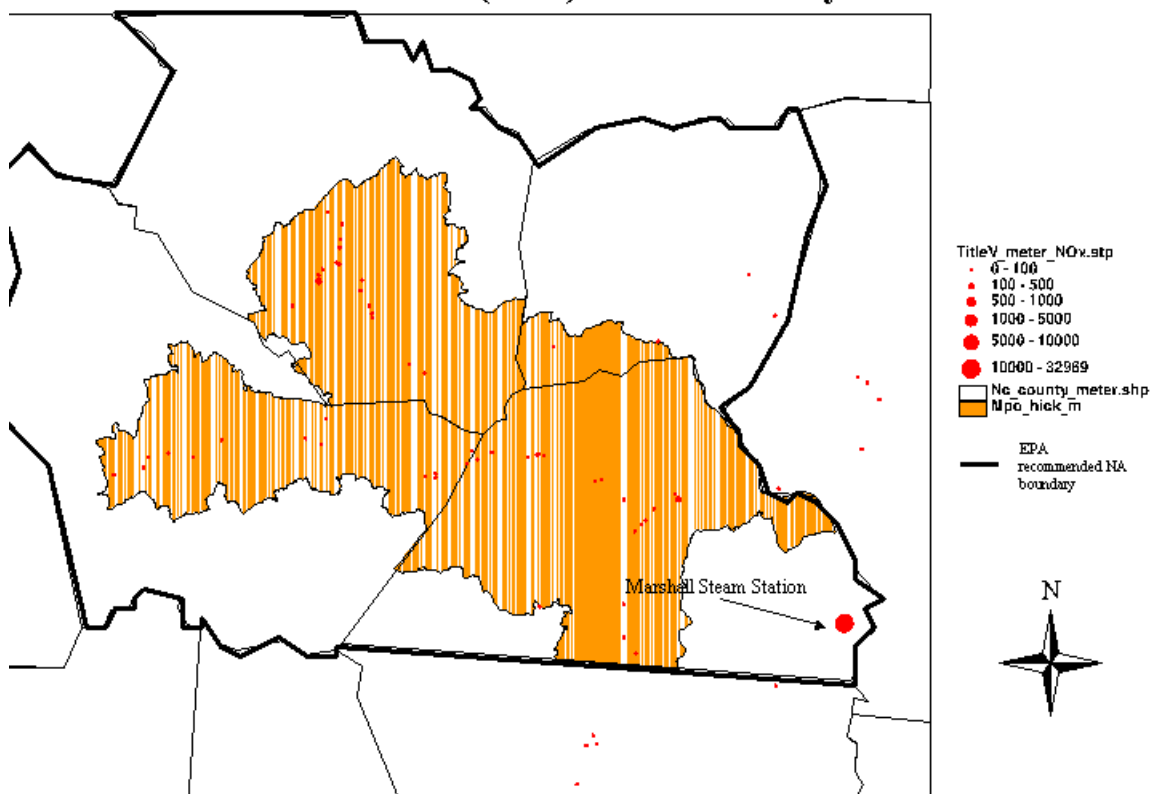 TitleV_meter_NOx.stp
0 - 100
100 - 500
500 - 1000
1000 - 5000
5000 - 10000
10000 - 32969
Nc_county_meter.shp
Mpo_hick_m
EPA
recommended NA
boundary
Marshall Steam Station
N